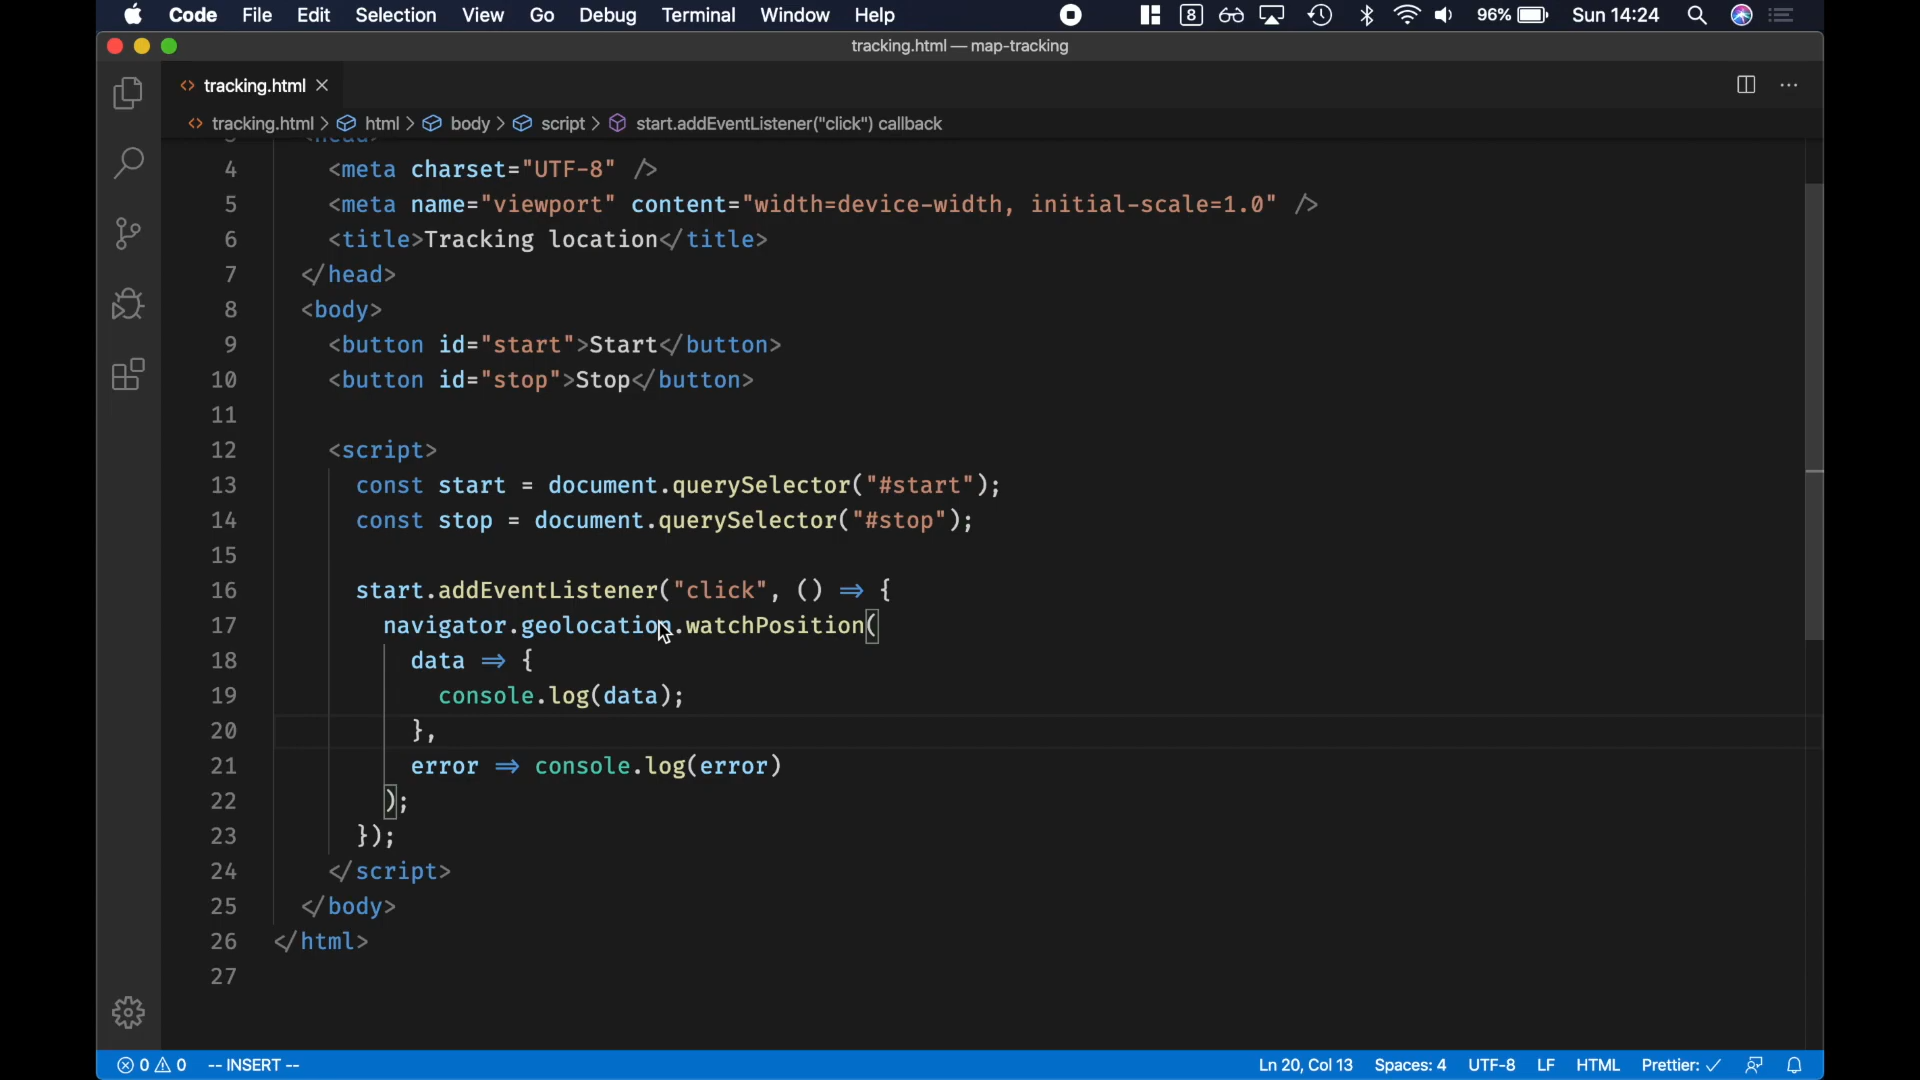 Code File Edit Selection View Go Debug Terminal Window Help 8 96% Sun 14:24
tracking.html — map-tracking
<> tracking.html ×
<> tracking.html > html > body > script > start.addEventListener("click") callback
3 <head>
4 <meta charset="UTF-8" />
5 <meta name="viewport" content="width=device-width, initial-scale=1.0" />
6 <title>Tracking location</title>
7 </head>
8 <body>
9 <button id="start">Start</button>
10 <button id="stop">Stop</button>
11
12 <script>
13 const start = document.querySelector("#start");
14 const stop = document.querySelector("#stop");
15
16 start.addEventListener("click", () => {
17 navigator.geolocation.watchPosition(
18 data => {
19 console.log(data);
20 },
21 error => console.log(error)
22 );
23 });
24 </script>
25 </body>
26 </html>
27
0 0 -- INSERT -- Ln 20, Col 13 Spaces: 4 UTF-8 LF HTML Prettier: ✓